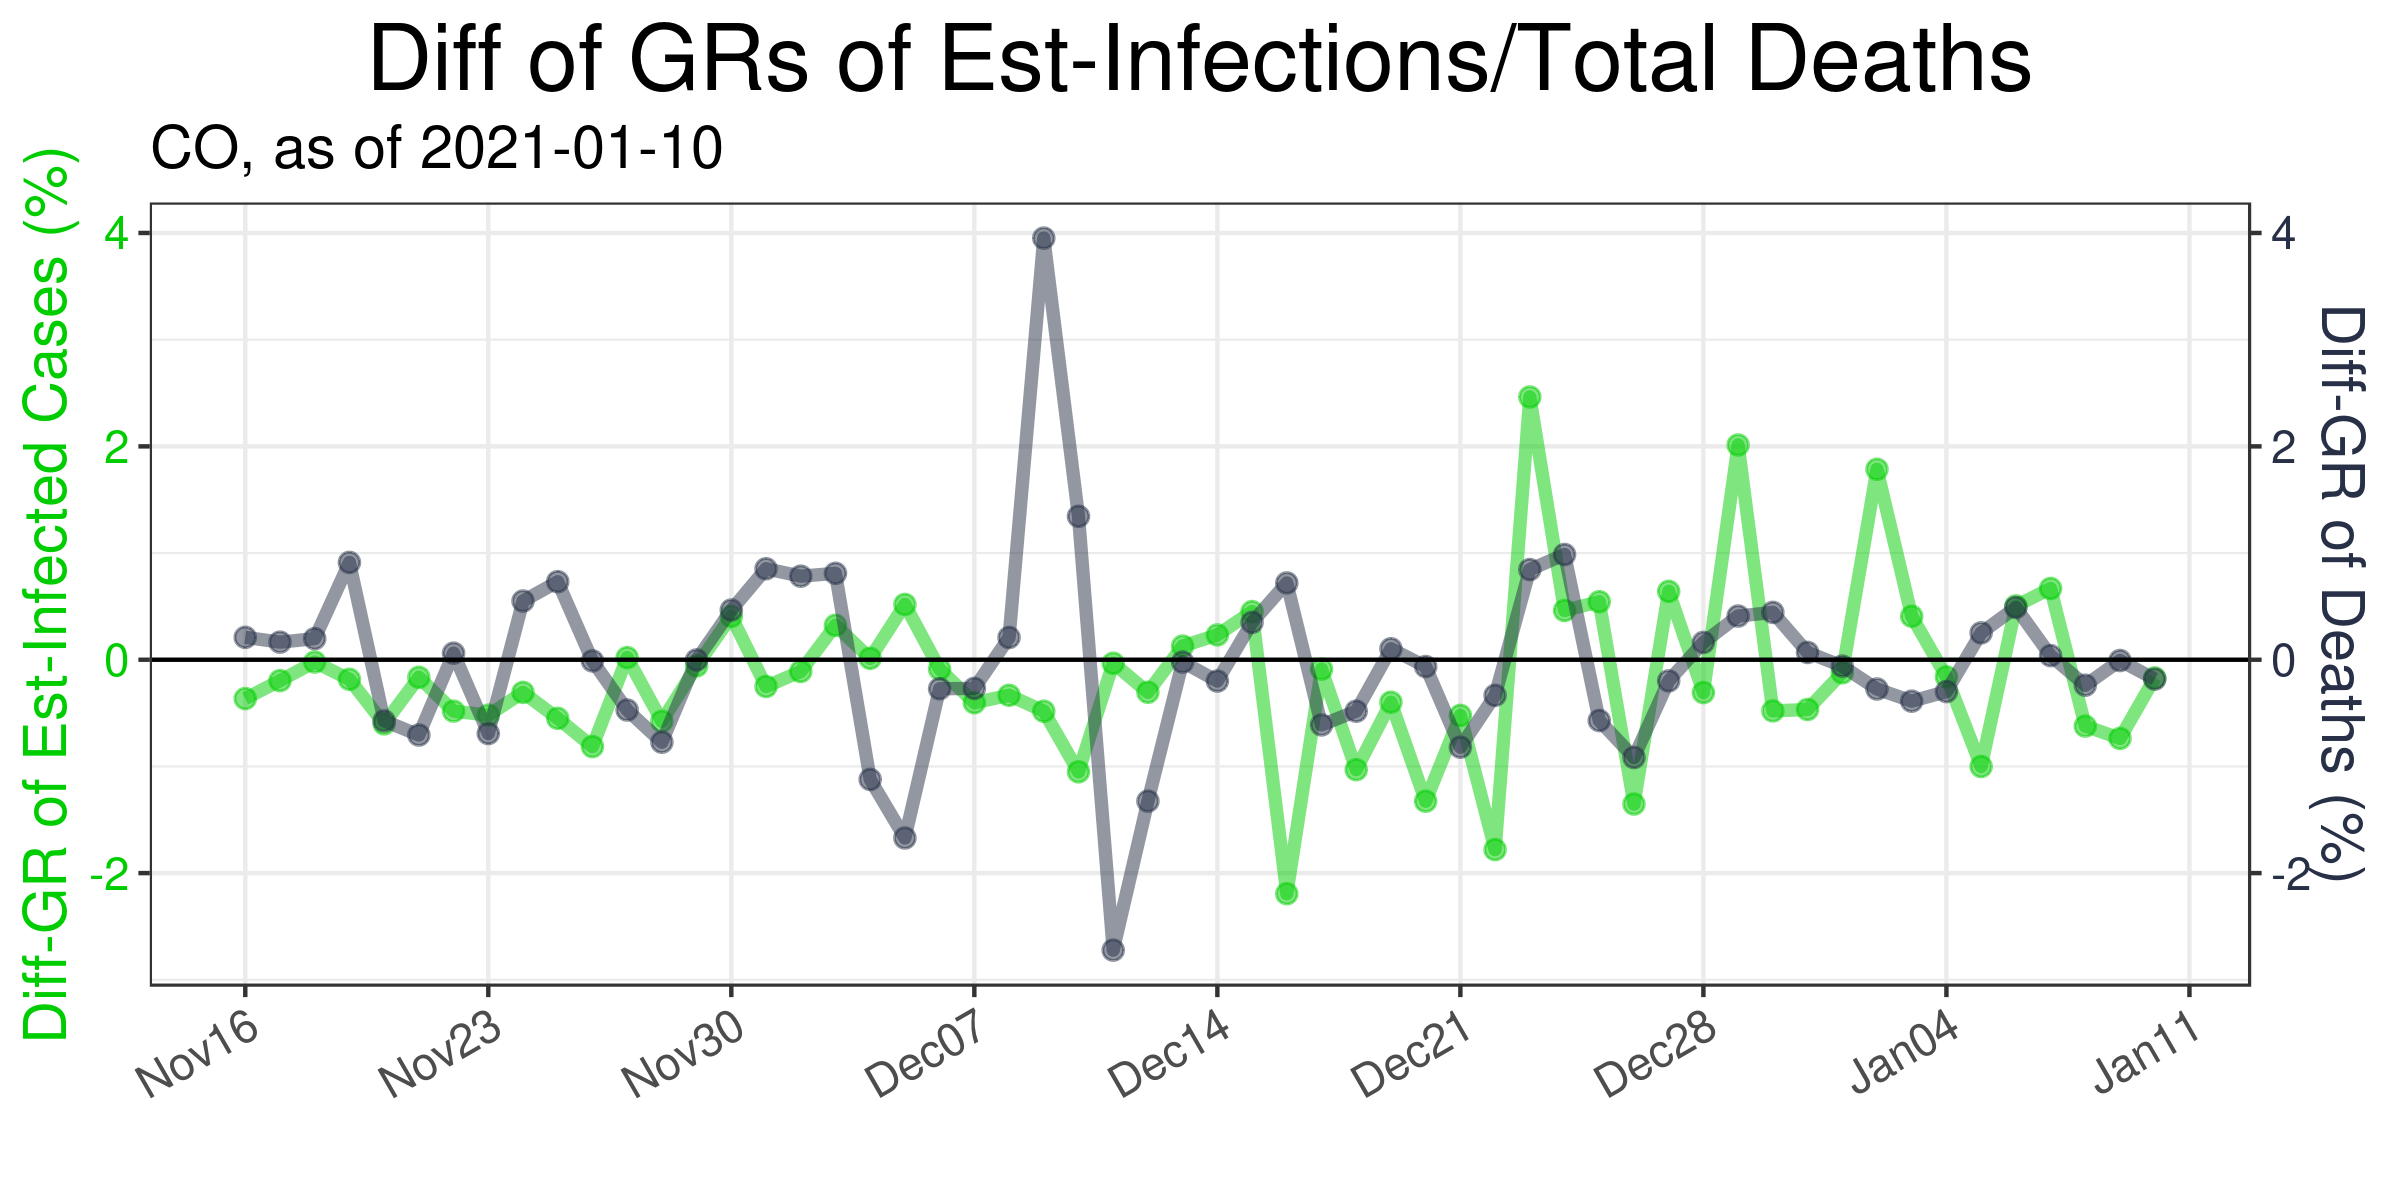 Diff of GRs of Est-Infections/Total Deaths
CO, as of 2021-01-10
Diff-GR of Est-Infected Cases (%)
4
2
0
-2
4
2
0
-2
Diff-GR of Deaths (%)
Nov16
Nov23
Nov30
Dec07
Dec14
Dec21
Dec28
Jan04
Jan11